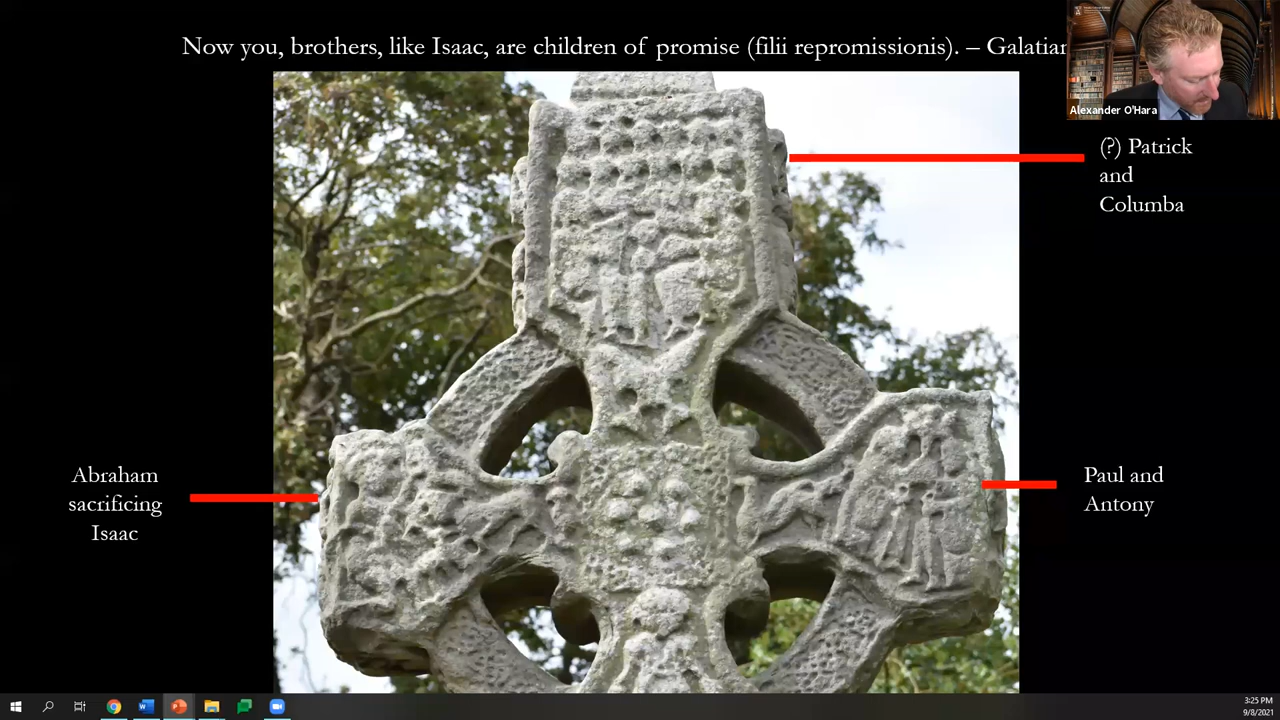 Now you, brothers, like Isaac, are children of promise (filii repromissionis). – Galatian
Alexander O'Hara
(?) Patrick
and
Columba
Abraham
sacrificing
Isaac
Paul and
Antony
3:25 PM
9/8/2021